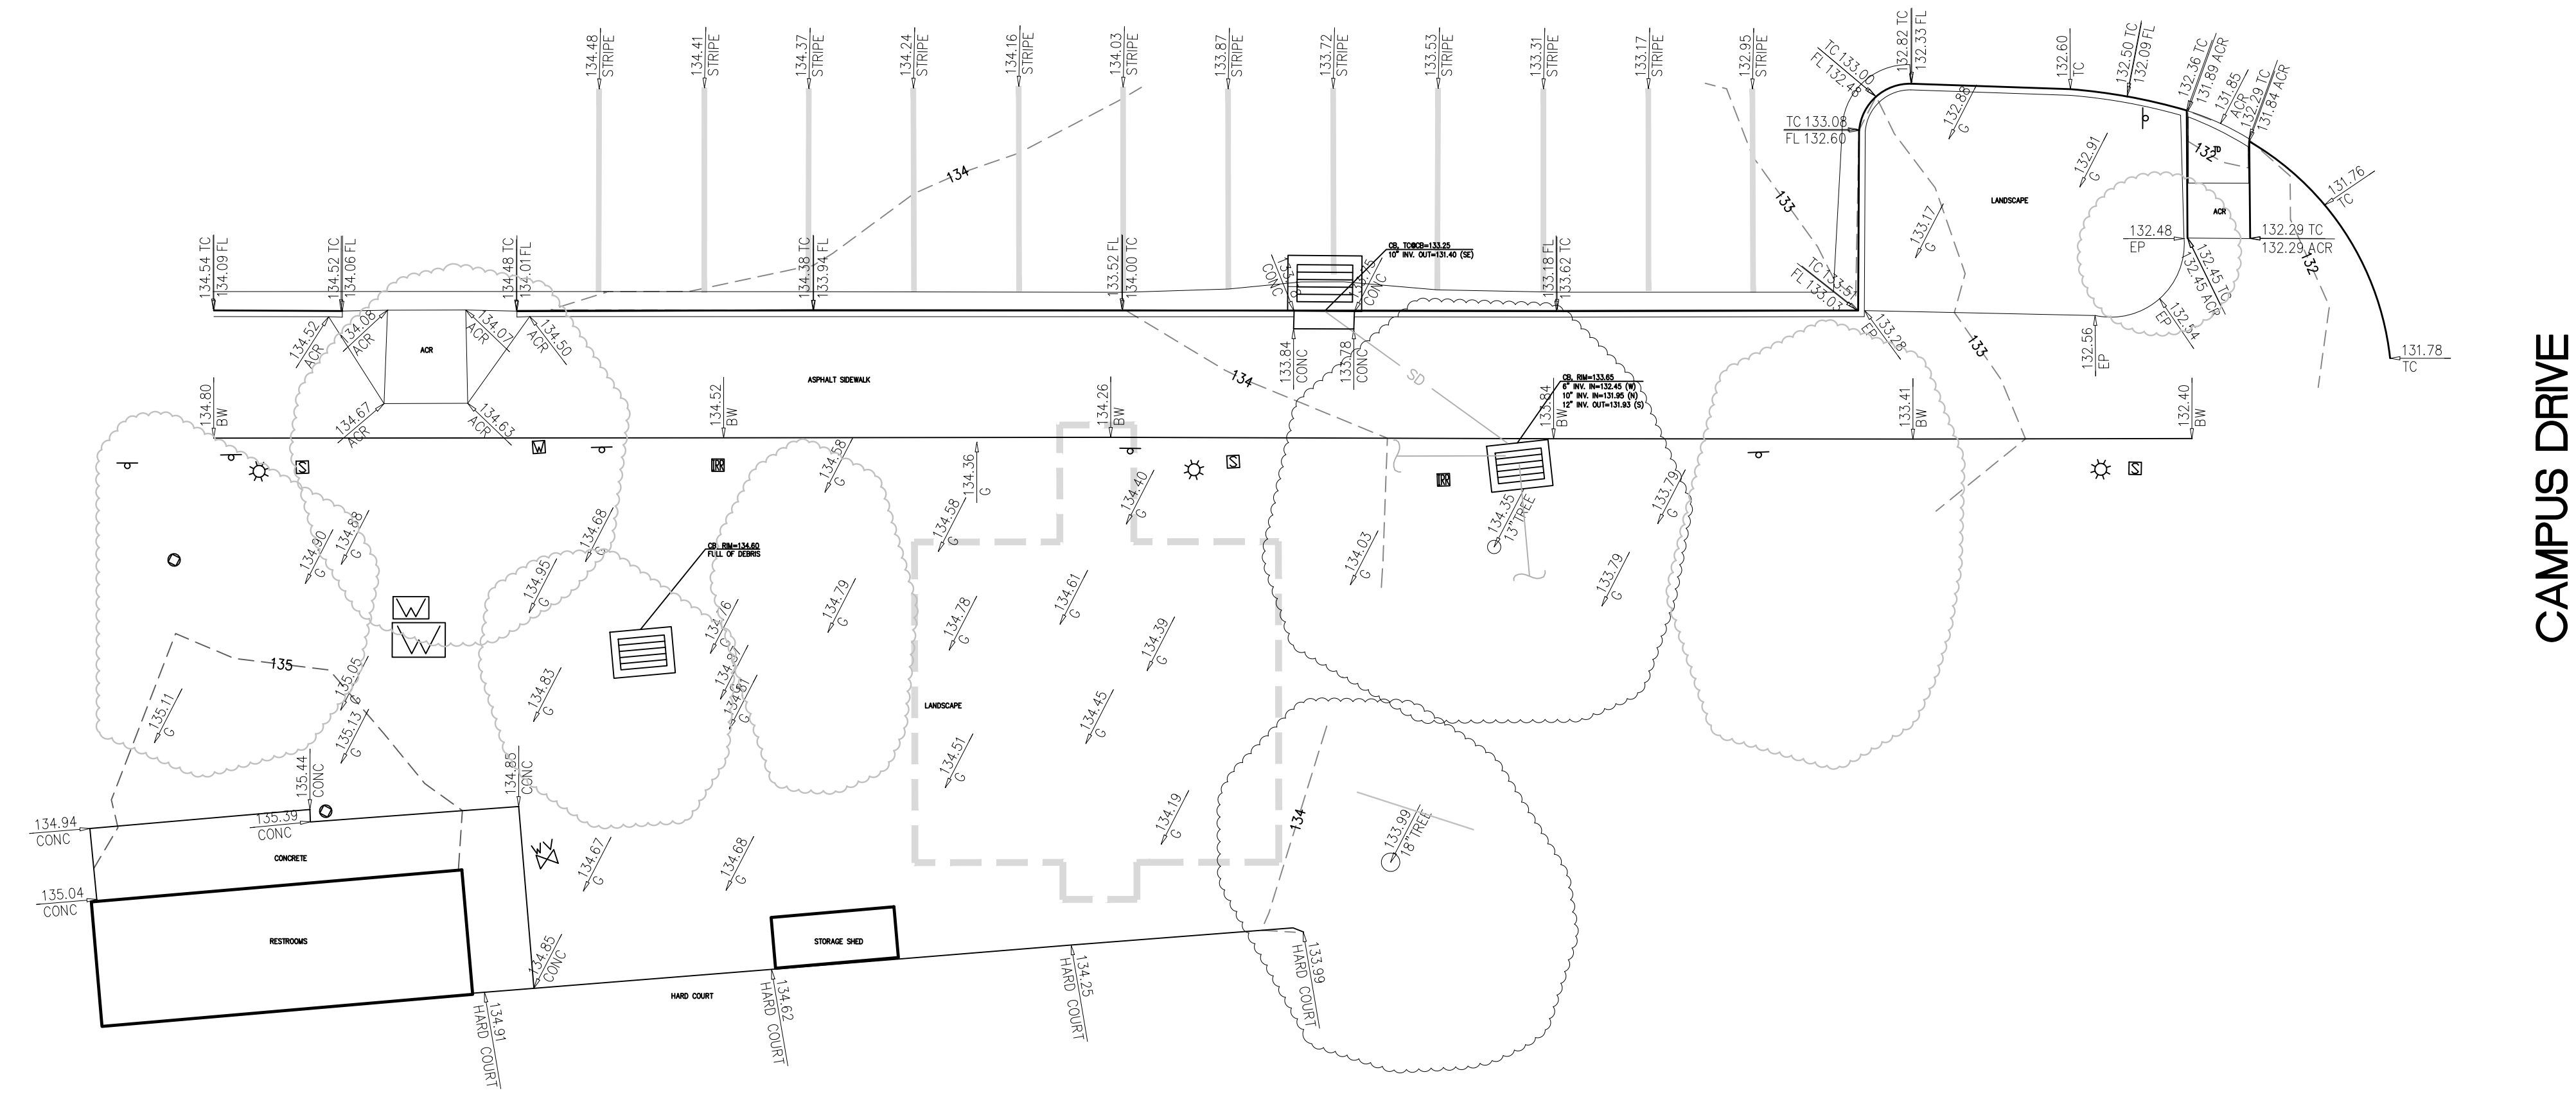 134.48
STRIPE
134.41
STRIPE
134.37
STRIPE
134.24
STRIPE
134.16
STRIPE
134.03
STRIPE
133.87
STRIPE
133.72
STRIPE
133.53
STRIPE
133.31
STRIPE
133.17
STRIPE
132.95
STRIPE
TC 133.00
FL 132.48
132.82 TC
132.33 FL
132.60
TC
132.50 TC
132.09 FL
132.36 TC
131.89 ACR
131.85
ACR
132.29 TC
131.84 ACR
TC 133.08
FL 132.60
132.88
G
132.91
G
132
TD
131.76
TC
134
133
LANDSCAPE
ACR
133.17
G
132.48
EP
132.29 TC
132.29 ACR
132.45 TC
132.45 ACR
132
134.54 TC
134.09 FL
134.52 TC
134.06 FL
134.48 TC
134.01 FL
134.38 TC
133.94 FL
133.52 FL
134.00 TC
CONC
CB, TC@CB=133.25
10" INV. OUT=131.40 (SE)
CONC
133.18 FL
133.62 TC
TC 133.51
FL 133.03
133.28
EP
132.54
EP
132.56
EP
133
131.78
TC
134.52
ACR
134.08
ACR
134.07
ACR
134.50
ACR
ACR
134.67
ACR
134.63
ACR
ASPHALT SIDEWALK
133.84
CONC
133.78
CONC
134
SD
CB, RIM=133.65
6" INV. IN=132.45 (W)
10" INV. IN=131.95 (N)
12" INV. OUT=131.93 (S)
134.80
BW
134.52
BW
134.26
BW
133.84
BW
133.41
BW
132.40
BW
CAMPUS DRIVE
S
W
IRR
S
IRR
S
134.58
G
134.36
G
134.40
G
134.35
13" TREE
133.79
G
134.90
G
134.88
G
134.68
G
134.58
G
134.03
G
133.79
G
CB, RIM=134.60
FULL OF DEBRIS
134.95
G
W
W
134.76
G
134.79
G
134.78
G
134.61
G
134.39
G
135
135.05
G
135.11
G
135.13
G
134.83
G
134.87
G
134.81
G
LANDSCAPE
134.45
G
134.51
G
134.19
G
134
133.99
18" TREE
135.44
CONC
134.85
CONC
134.94
CONC
135.39
CONC
CONCRETE
W
134.67
G
134.68
G
135.04
CONC
RESTROOMS
134.85
CONC
STORAGE SHED
HARD COURT
134.91
HARD COURT
134.62
HARD COURT
134.25
HARD COURT
133.99
HARD COURT